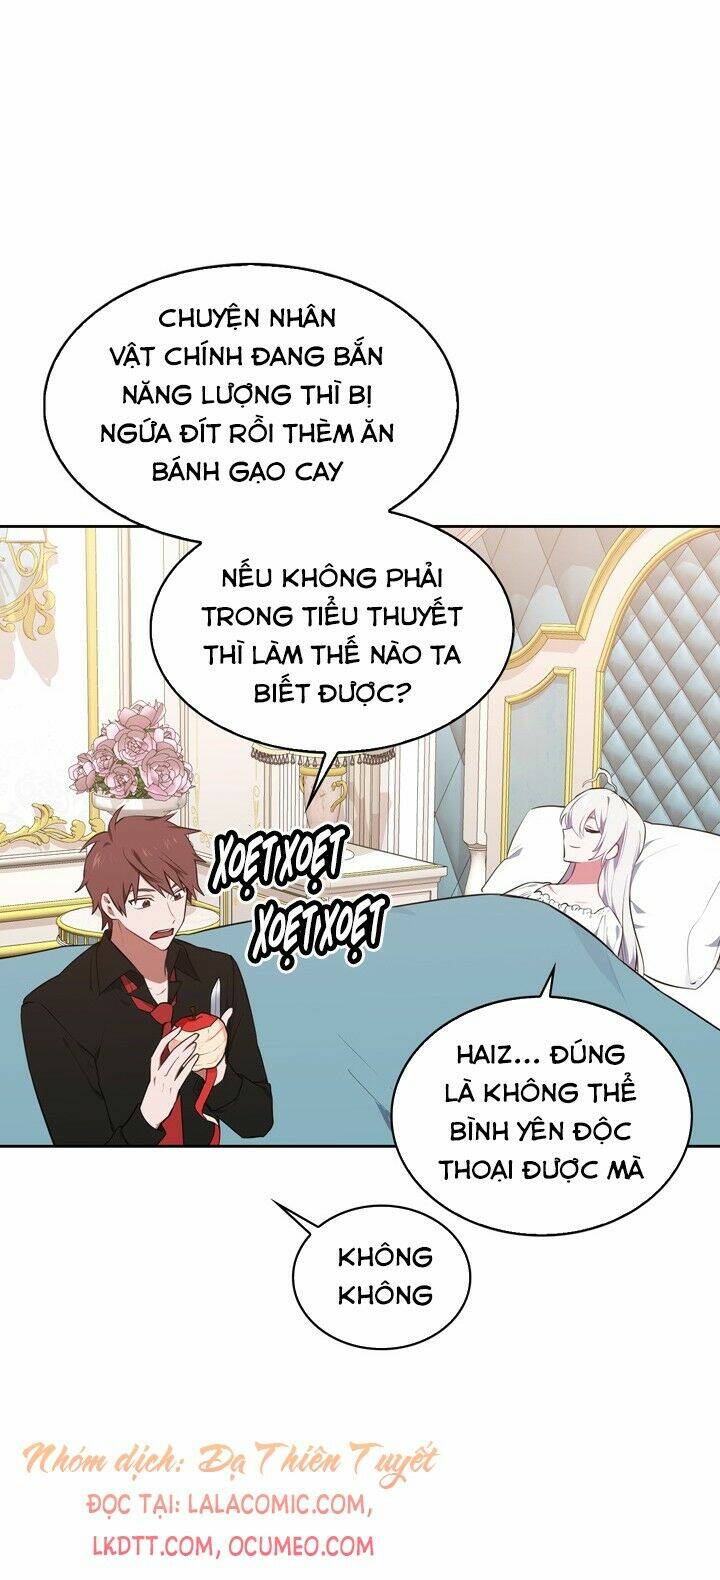 CHUYỆN NHÂN
VẬT CHÍNH ĐANG BẮN
NĂNG LƯỢNG THÌ BỊ
NGỨA ĐÍT RỒI THÈM ĂN
BÁNH GẠO CAY
NẾU KHÔNG PHẢI
TRONG TIỂU THUYẾT
THÌ LÀM THẾ NÀO TA
BIẾT ĐƯỢC?
XOẸT XOẸT
XOẸT XOẸT
HAIZ... ĐÚNG
LÀ KHÔNG THỂ
BÌNH YÊN ĐỘC
THOẠI ĐƯỢC MÀ
KHÔNG
KHÔNG
Nhóm dịch: Dạ Thiên Tuyết
ĐỌC TẠI: LALACOMIC.COM,
LKDTT.COM, OCUMEO.COM